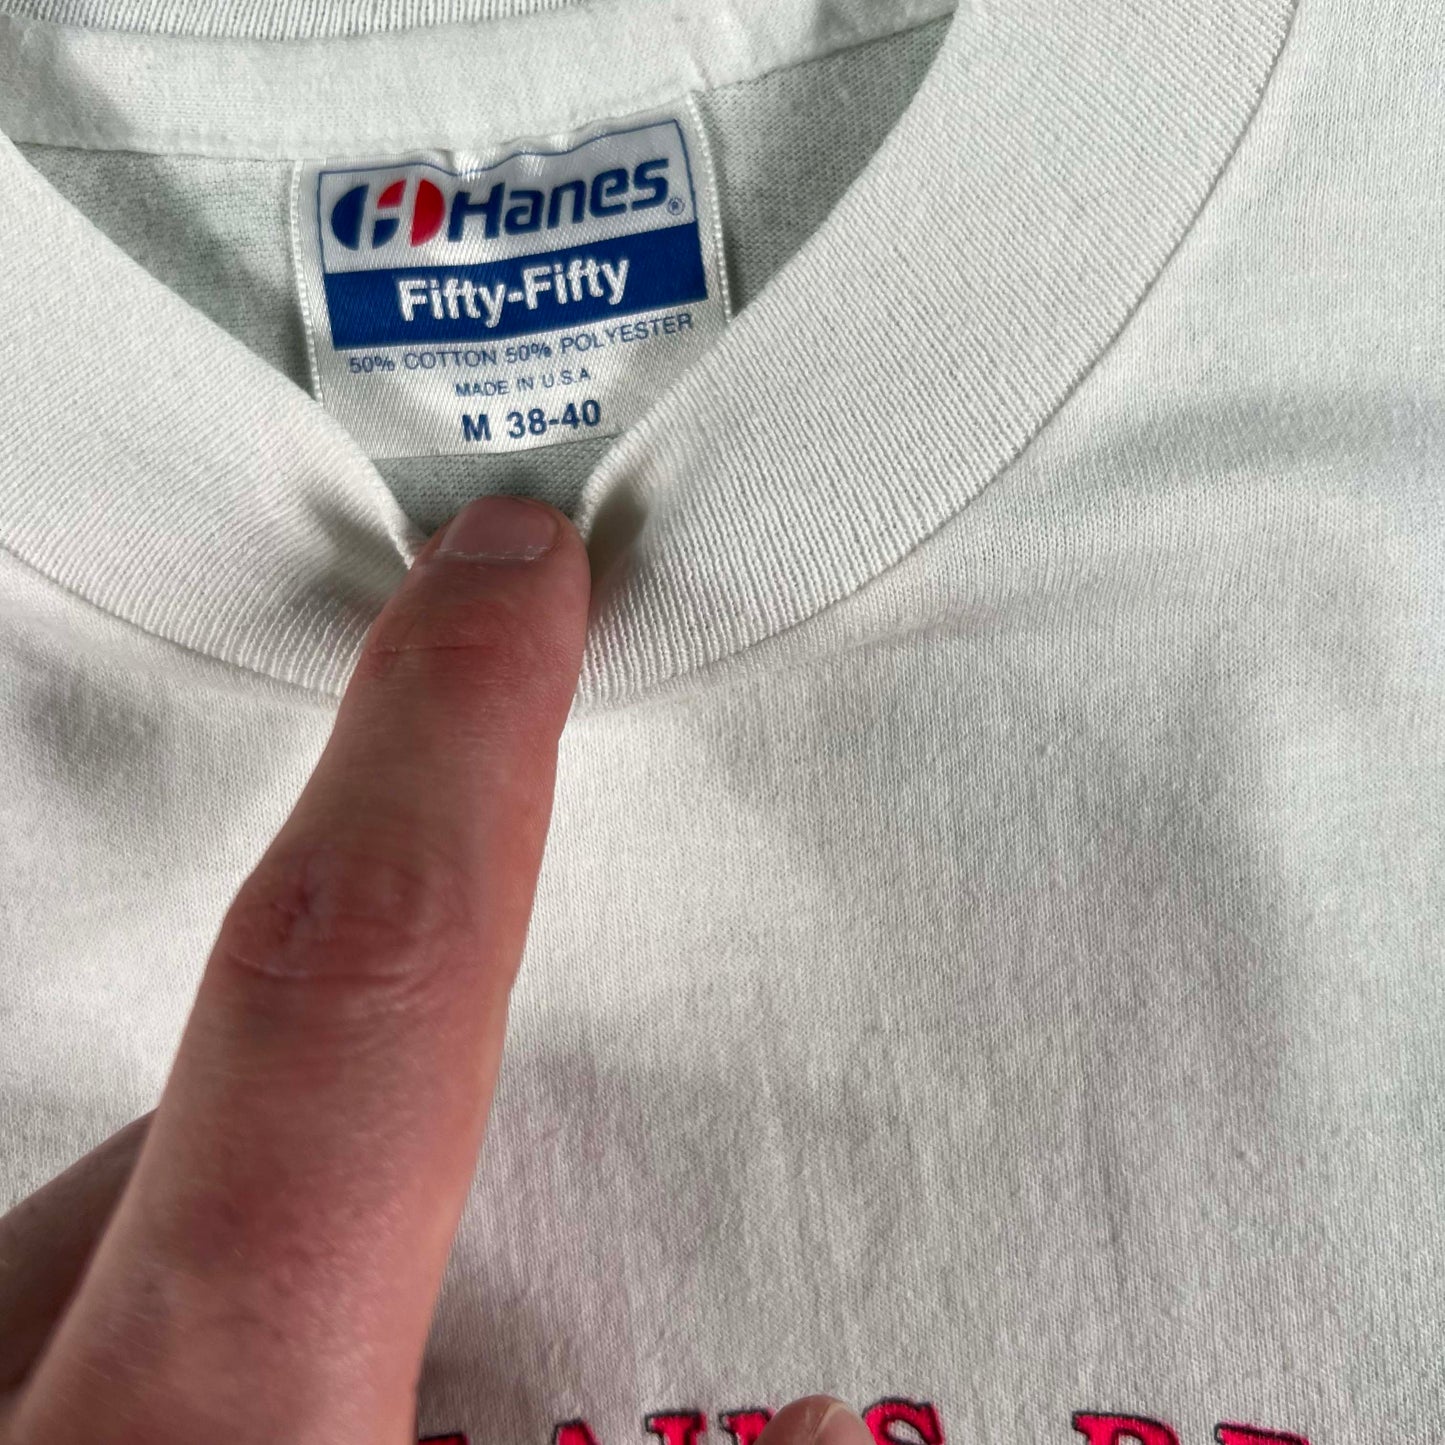 Hanes®
Fifty-Fifty
50% COTTON 50% POLYESTER
MADE IN U.S.A
M 38-40